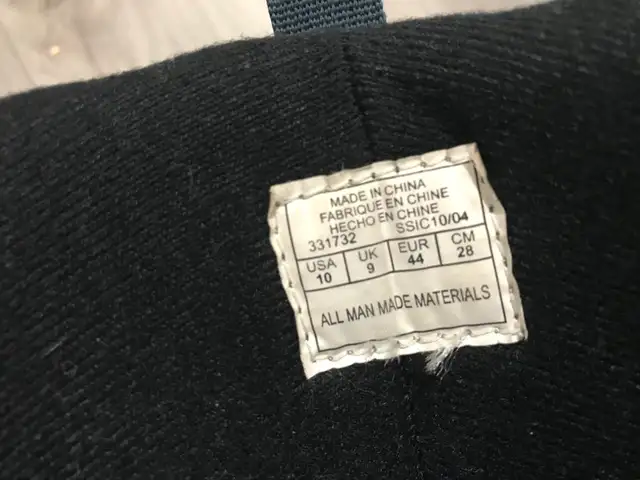 MADE IN CHINA
FABRIQUE EN CHINE
HECHO EN CHINE
331732 SSIC10/04
USA UK EUR CM
10 9 44 28
ALL MAN MADE MATERIALS